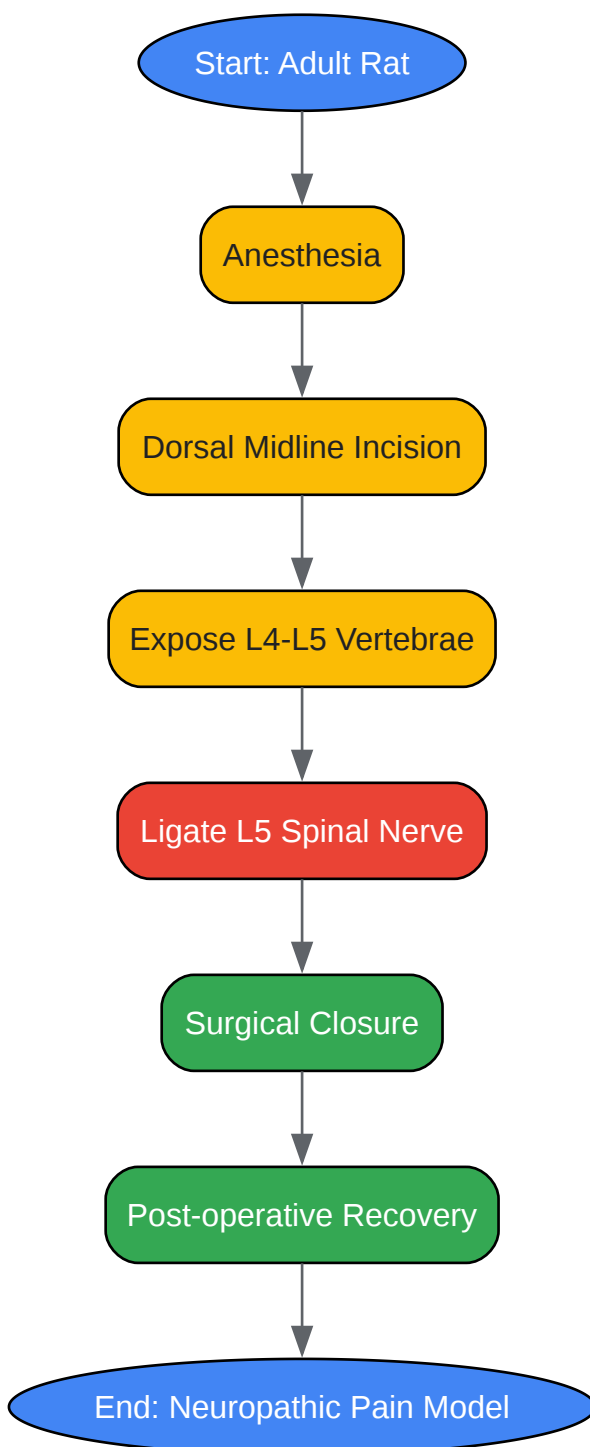 Start: Adult Rat
Anesthesia
Dorsal Midline Incision
Expose L4-L5 Vertebrae
Ligate L5 Spinal Nerve
Surgical Closure
Post-operative Recovery
End: Neuropathic Pain Model